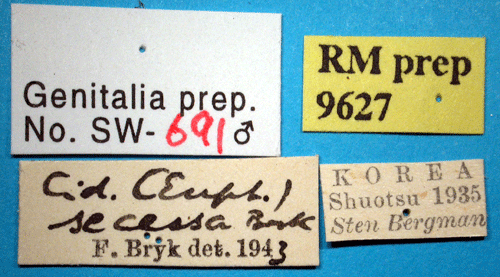 Genitalia prep.
No. SW-691♂
RM prep
9627
Cid. (Euph.)
secessa Bryk
F. Bryk det. 1943
KOREA
Shuotsu 1935
Sten Bergman